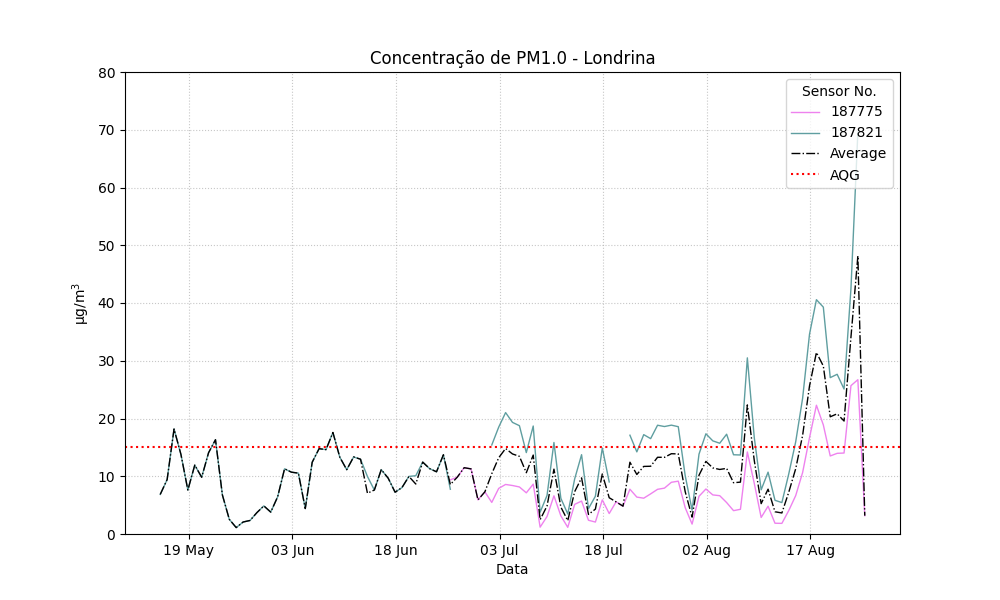 Concentração de PM1.0 - Londrina
80
70
60
50
40
30
20
10
0
µg/m³
Sensor No.
187775
187821
Average
AQG
19 May
03 Jun
18 Jun
03 Jul
18 Jul
02 Aug
17 Aug
Data